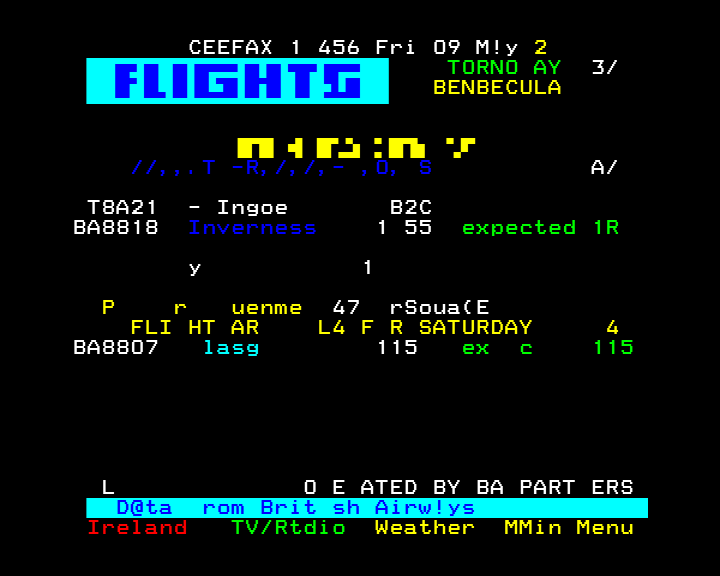 CEEFAX 1 456 Fri 09 M!y 2
FLIGHTS TORNO AY 3/
BENBECULA
//,,.T -R,/,/,- ,O, S A/
T8A21 - Ingoe B2C
BA8818 Inverness 1 55 expected 1R
y 1
P r uenme 47 rSoua(E
FLI HT AR L4 F R SATURDAY 4
BA8807 lasg 115 ex c 115
L O E ATED BY BA PART ERS
D@ta rom Brit sh Airw!ys
Ireland TV/Rtdio Weather MMin Menu